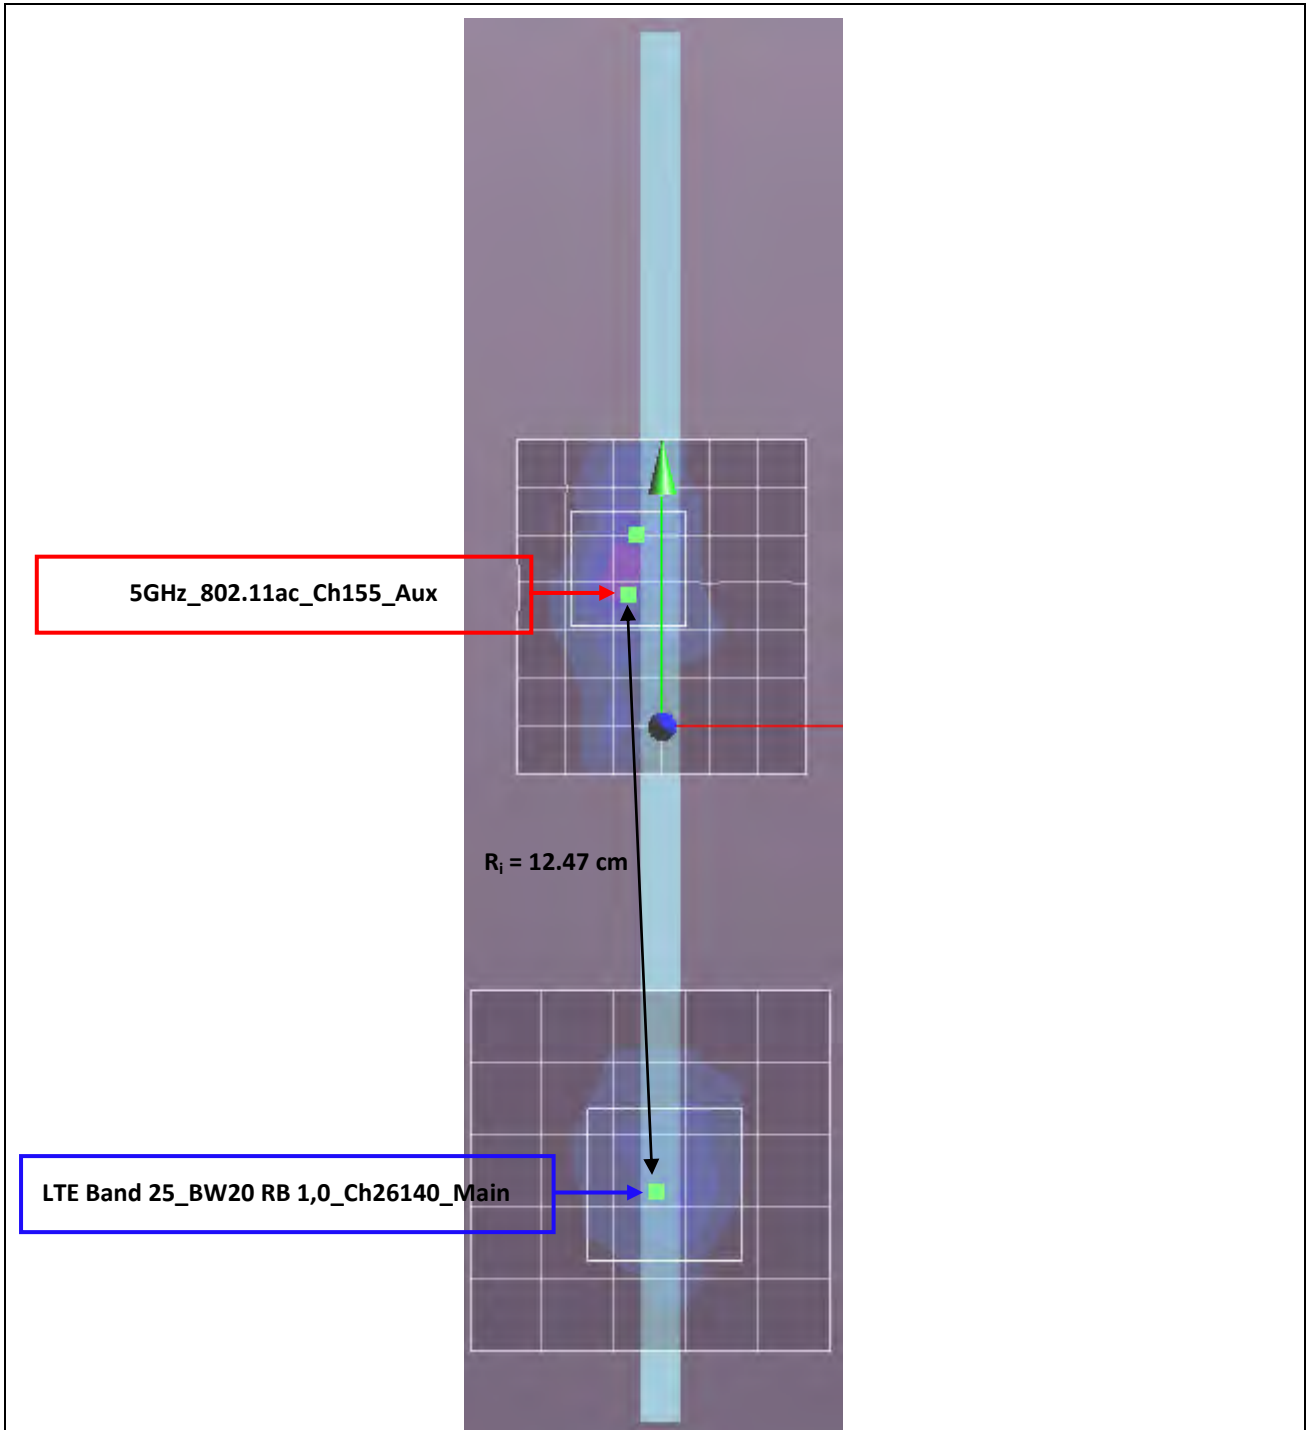 5GHz_802.11ac_Ch155_Aux
Rᵢ = 12.47 cm
LTE Band 25_BW20 RB 1,0_Ch26140_Main